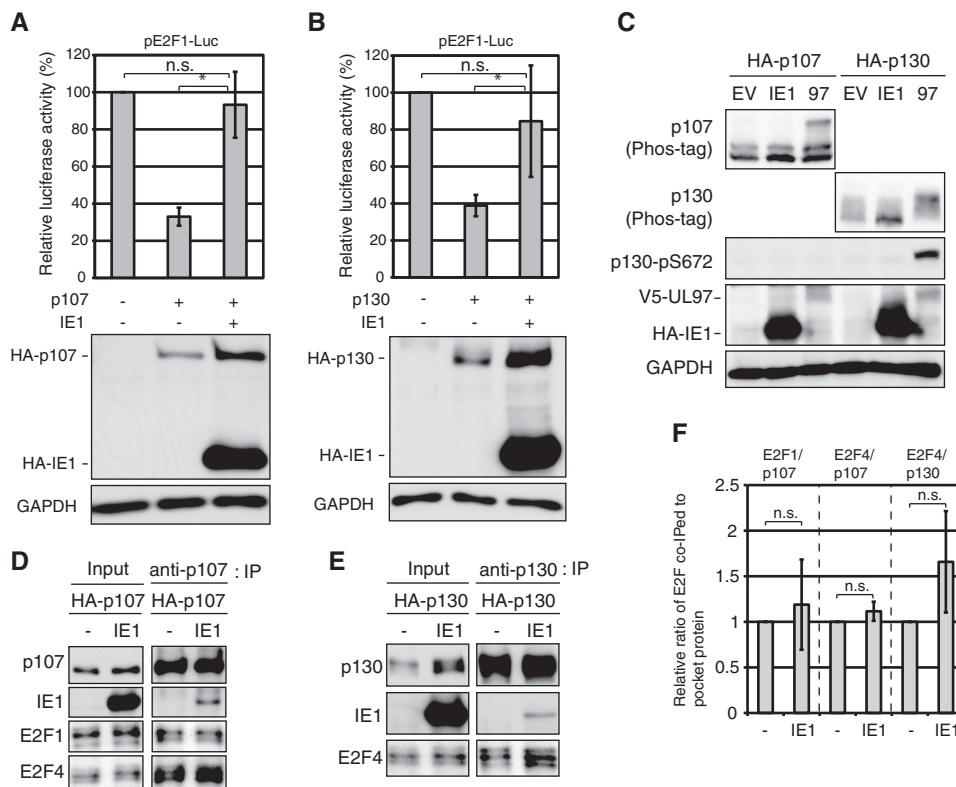 A
pE2F1-Luc
Relative luciferase activity (%)
120
100
80
60
40
20
0
n.s.
*
p107 - + +
IE1 - - +
HA-p107 -
HA-IE1 -
GAPDH
B
pE2F1-Luc
Relative luciferase activity (%)
120
100
80
60
40
20
0
n.s.
*
p130 - + +
IE1 - - +
HA-p130 -
HA-IE1 -
GAPDH
C
HA-p107 HA-p130
EV IE1 97 EV IE1 97
p107
(Phos-tag)
p130
(Phos-tag)
p130-pS672
V5-UL97-
HA-IE1-
GAPDH
D
Input anti-p107 : IP
HA-p107 HA-p107
- IE1 - IE1
p107
IE1
E2F1
E2F4
E
Input anti-p130 : IP
HA-p130 HA-p130
- IE1 - IE1
p130
IE1
E2F4
F
E2F1/ E2F4/ E2F4/
p107 p107 p130
Relative ratio of E2F co-IPed to
pocket protein
2.5
2
1.5
1
0.5
0
n.s.
n.s.
n.s.
- IE1 - IE1 - IE1